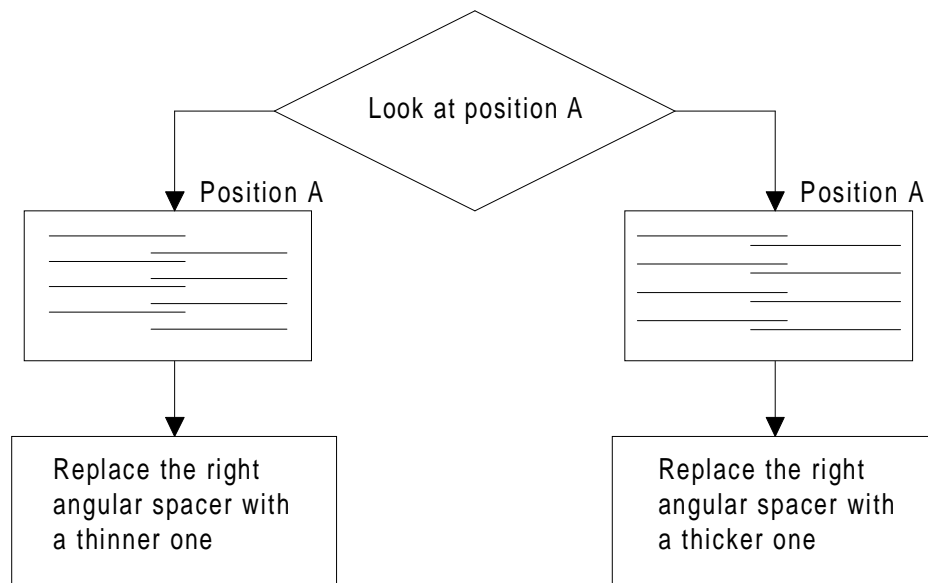 Look at position A
Position A
Position A
Replace the right
angular spacer with
a thinner one
Replace the right
angular spacer with
a thicker one